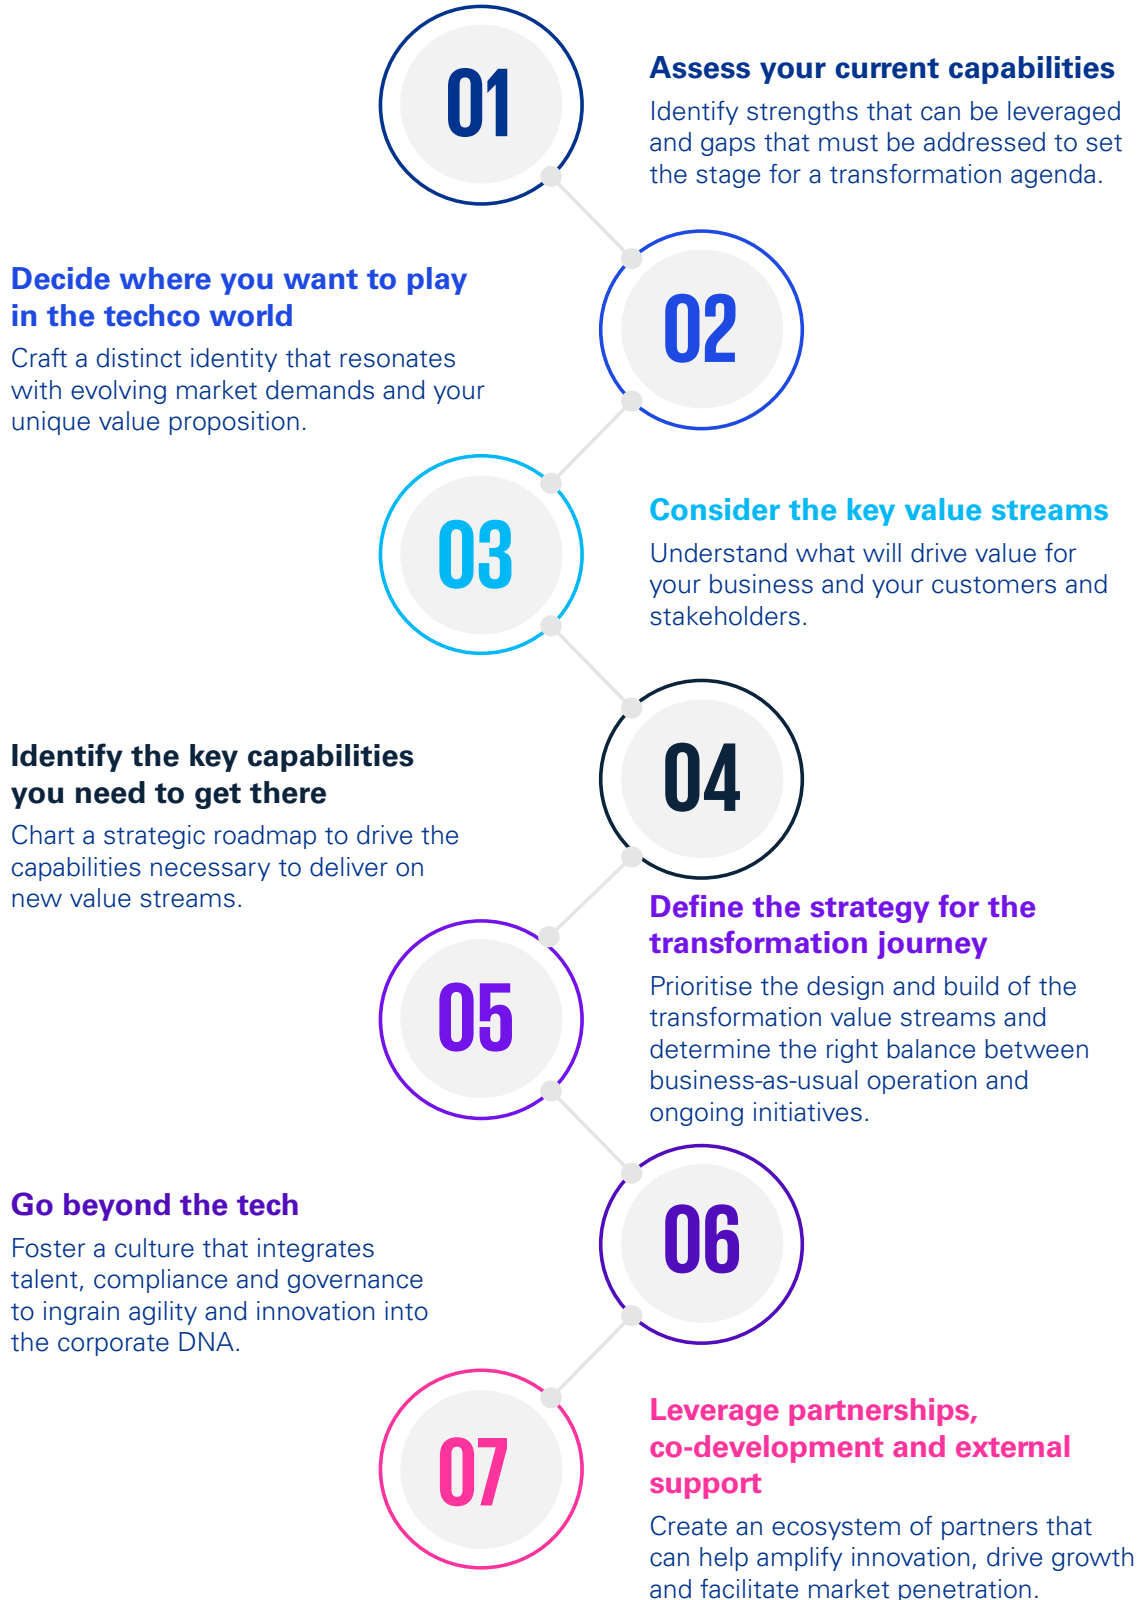 01
Assess your current capabilities
Identify strengths that can be leveraged
and gaps that must be addressed to set
the stage for a transformation agenda.
Decide where you want to play
in the techco world
Craft a distinct identity that resonates
with evolving market demands and your
unique value proposition.
02
03
Consider the key value streams
Understand what will drive value for
your business and your customers and
stakeholders.
Identify the key capabilities
you need to get there
Chart a strategic roadmap to drive the
capabilities necessary to deliver on
new value streams.
04
05
Define the strategy for the
transformation journey
Prioritise the design and build of the
transformation value streams and
determine the right balance between
business-as-usual operation and
ongoing initiatives.
Go beyond the tech
Foster a culture that integrates
talent, compliance and governance
to ingrain agility and innovation into
the corporate DNA.
06
07
Leverage partnerships,
co-development and external
support
Create an ecosystem of partners that
can help amplify innovation, drive growth
and facilitate market penetration.